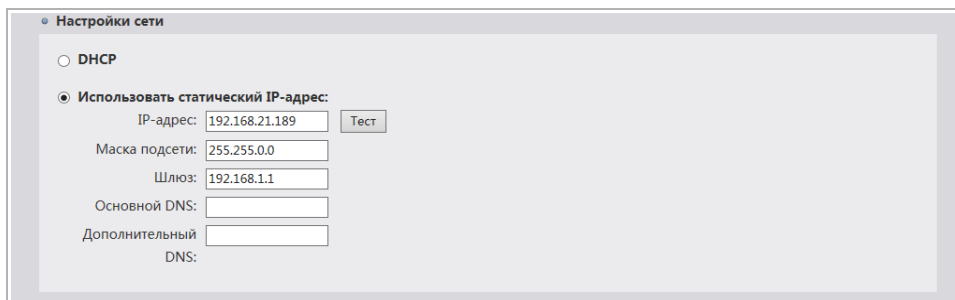 Настройки сети
DHCP
Использовать статический IP-адрес:
IP-адрес: 192.168.21.189 Тест
Маска подсети: 255.255.0.0
Шлюз: 192.168.1.1
Основной DNS:
Дополнительный
DNS: